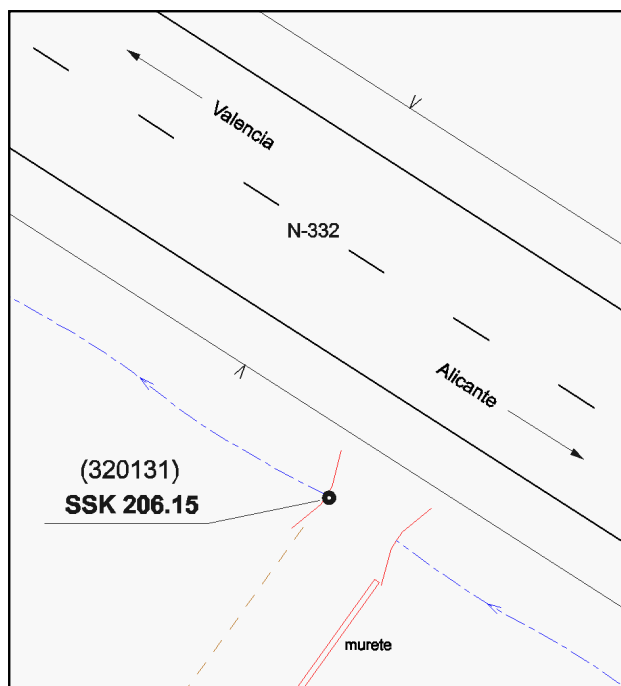 Valencia
N-332
Alicante
(320131)
SSK 206.15
murete